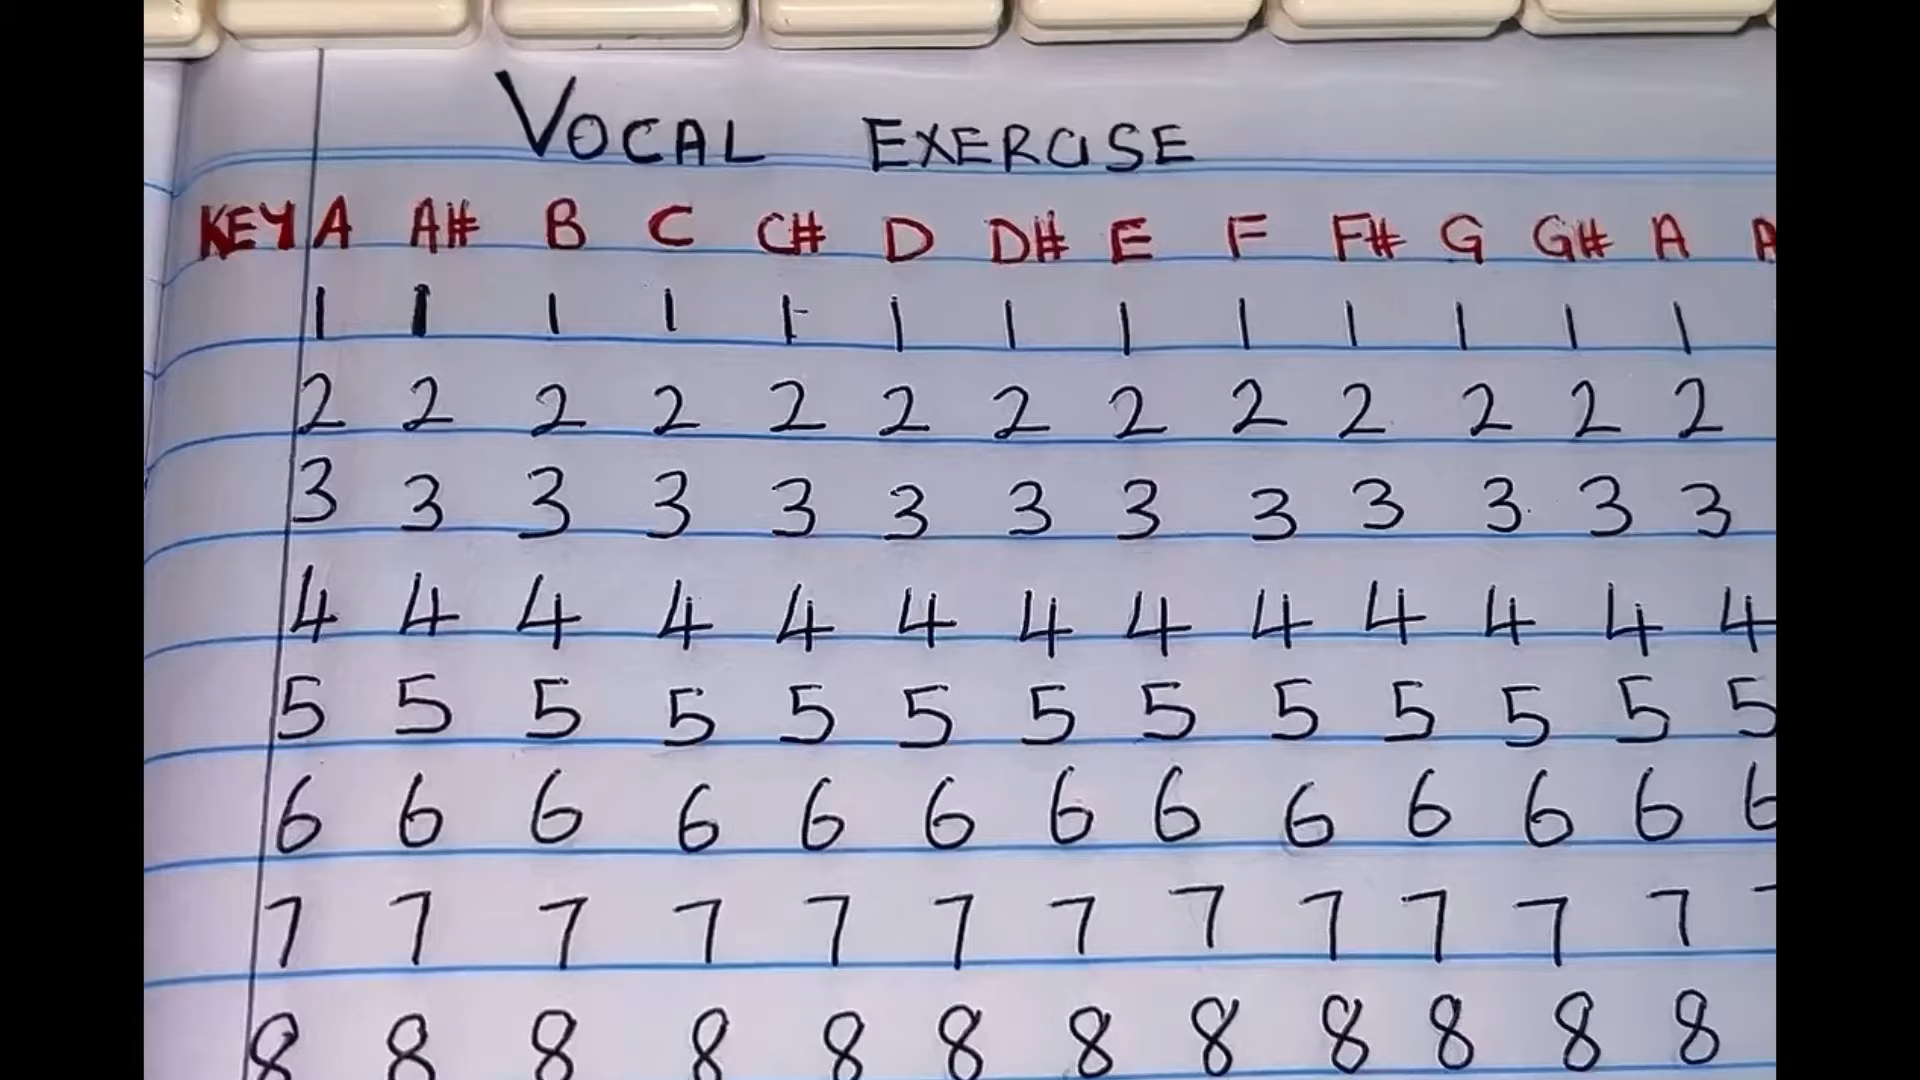 VOCAL EXERCISE
KEY A A# B C C# D D# E F F# G G# A
1 1 1 1 1 1 1 1 1 1 1 1 1
2 2 2 2 2 2 2 2 2 2 2 2 2
3 3 3 3 3 3 3 3 3 3 3 3 3
4 4 4 4 4 4 4 4 4 4 4 4 4
5 5 5 5 5 5 5 5 5 5 5 5 5
6 6 6 6 6 6 6 6 6 6 6 6 6
7 7 7 7 7 7 7 7 7 7 7 7
8 8 8 8 8 8 8 8 8 8 8 8